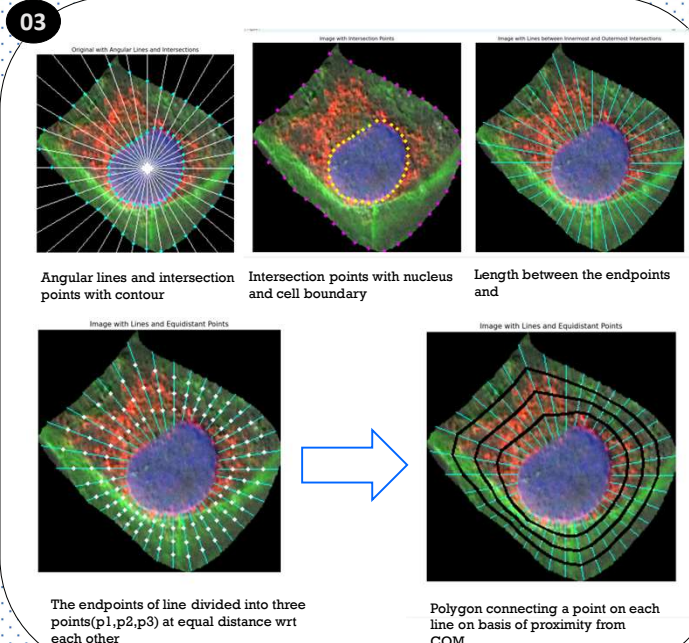 03
Original with Angular Lines and Intersections
Image with Intersection Points
Image with Lines between Innermost and Outermost Intersections
Angular lines and intersection
points with contour
Intersection points with nucleus
and cell boundary
Length between the endpoints
and
Image with Lines and Equidistant Points
Image with Lines and Equidistant Points
The endpoints of line divided into three
points(p1,p2,p3) at equal distance wrt
each other
Polygon connecting a point on each
line on basis of proximity from
COM